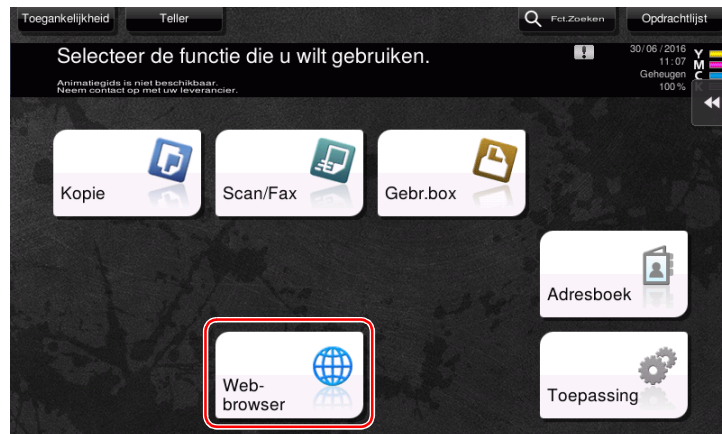 Toegankelijkheid
Teller
Fct.Zoeken
Opdrachtlijst
Selecteer de functie die u wilt gebruiken.
Animatiegids is niet beschikbaar.
Neem contact op met uw leverancier.
30/06/2016
11:07
Geheugen
100 %
Y
M
C
K
Kopie
Scan/Fax
Gebr.box
Adresboek
Web-
browser
Toepassing